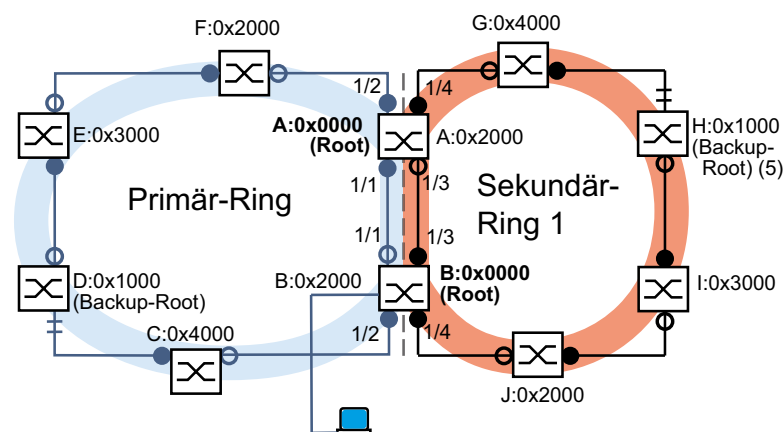 F:0x2000
G:0x4000
1/2
1/4
E:0x3000
A:0x0000
(Root)
A:0x2000
H:0x1000
(Backup-
Root) (5)
Primär-Ring
1/1
1/3
Sekundär-
Ring 1
1/1
1/3
D:0x1000
(Backup-Root)
B:0x2000
B:0x0000
(Root)
I:0x3000
C:0x4000
1/2
1/4
J:0x2000